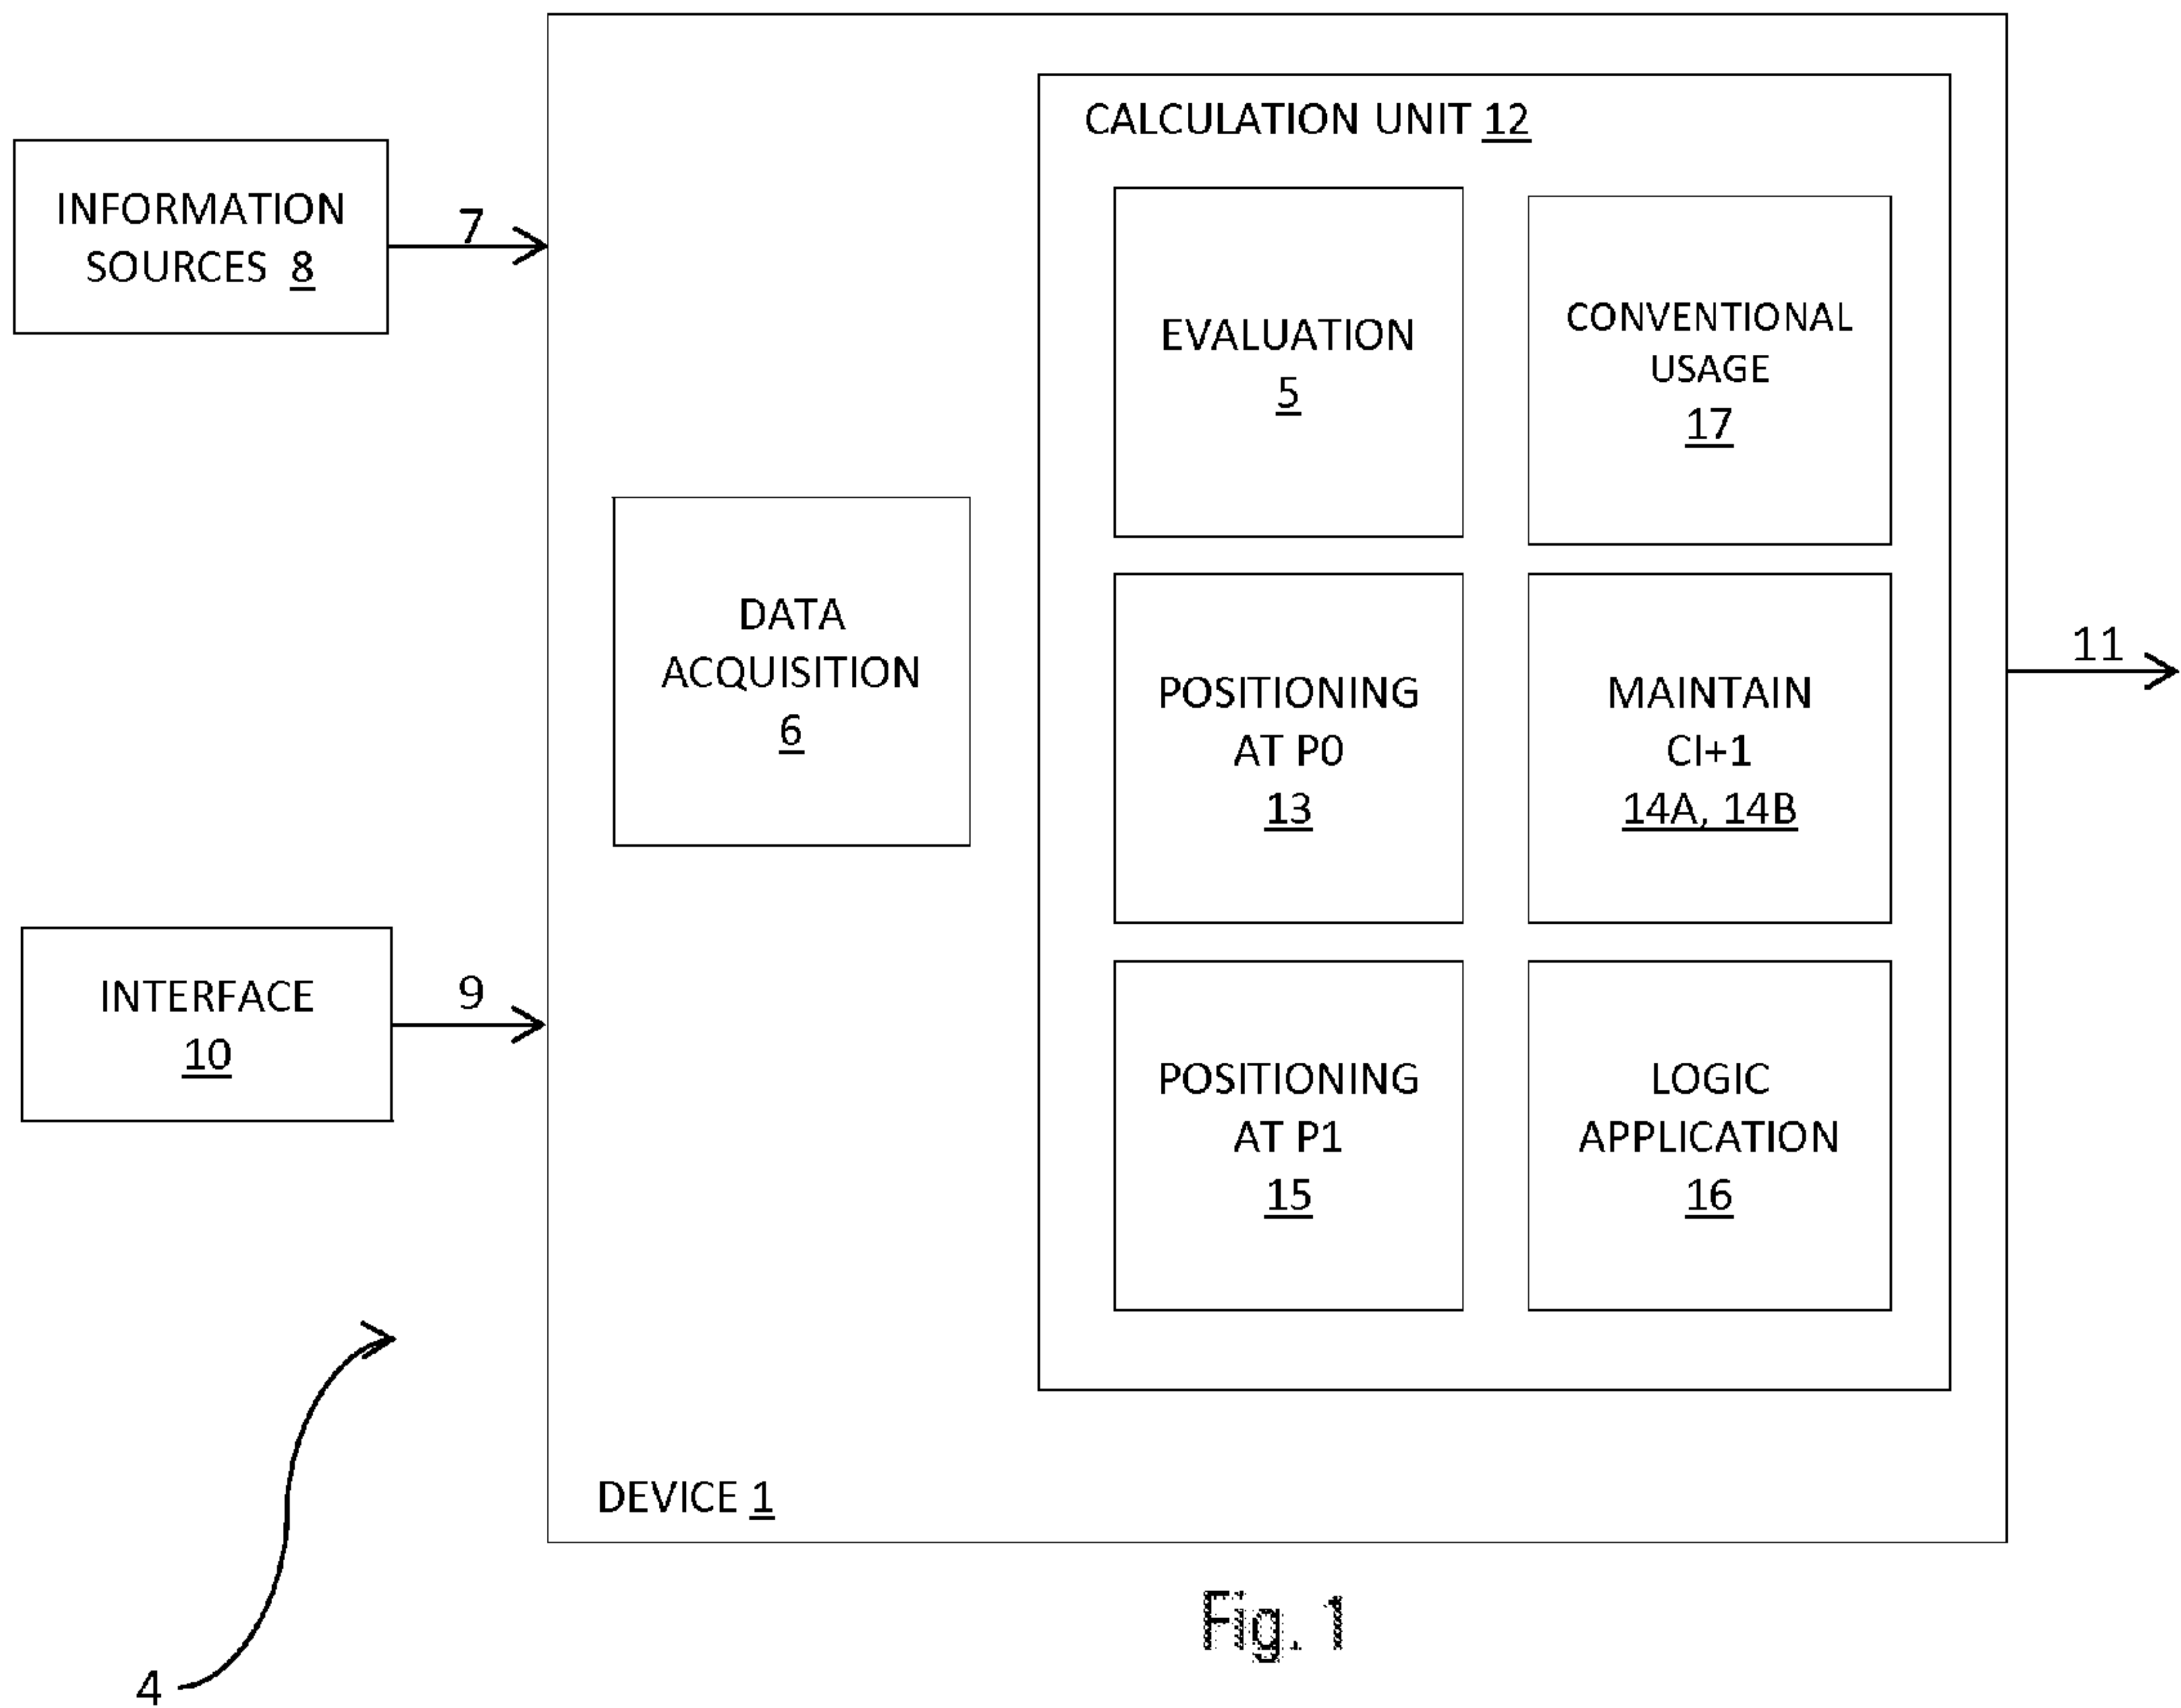 CALCULATION UNIT 12
INFORMATION
SOURCES 8
7
EVALUATION
5
CONVENTIONAL
USAGE
17
DATA
ACQUISITION
6
POSITIONING
AT P0
13
MAINTAIN
CI+1
14A, 14B
11
INTERFACE
10
9
POSITIONING
AT P1
15
LOGIC
APPLICATION
16
DEVICE 1
4
Fig. 1